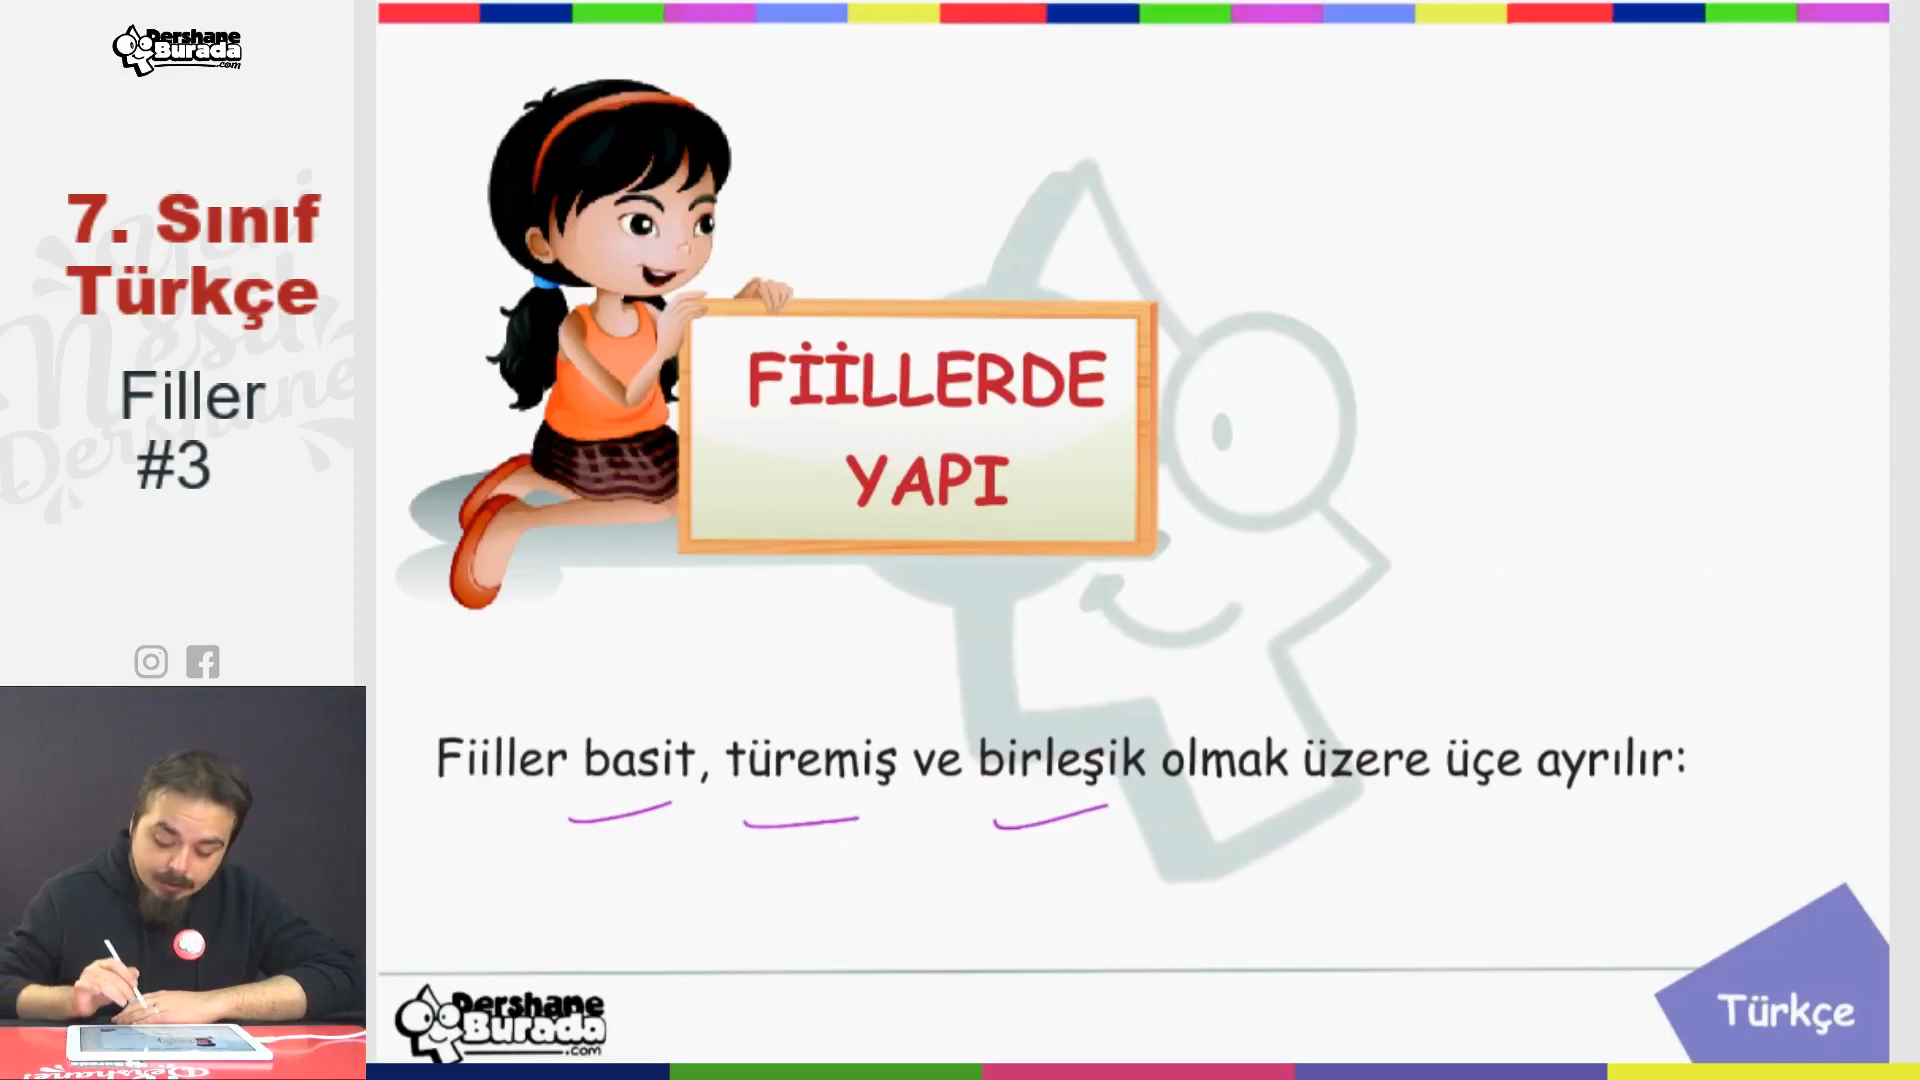 Dershane
Burada
.com
7. Sınıf
Türkçe
Filler
#3
FİİLLERDE
YAPI
Fiiller basit, türemiş ve birleşik olmak üzere üçe ayrılır:
Dershane
Burada
.com
Türkçe